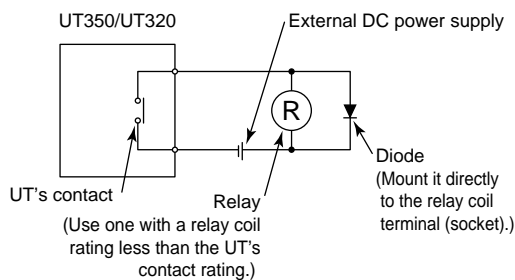 UT350/UT320
External DC power supply
R
Diode
(Mount it directly
to the relay coil
terminal (socket).)
UT's contact
Relay
(Use one with a relay coil
rating less than the UT's
contact rating.)